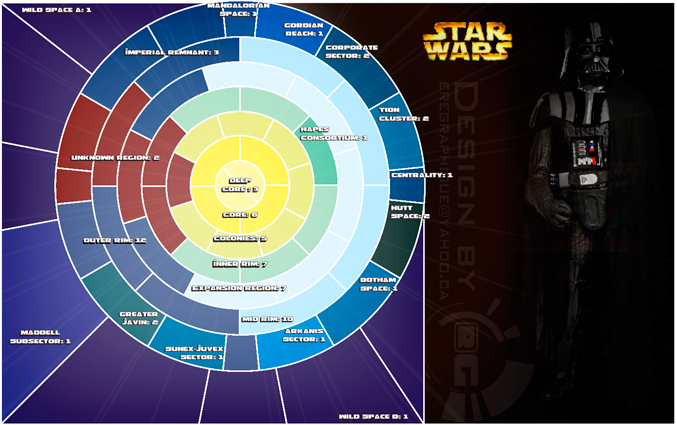 WILD SPACE A: 1
MANDALORIAN
SPACE: 1
GORDIAN
REACH: 1
STAR
WARS
IMPERIAL REMNANT: 3
CORPORATE
SECTOR: 2
TION
CLUSTER: 2
HAPES
CONSORTIUM: 1
UNKNOWN REGION: 2
CENTRALITY: 1
DEEP
CORE: 3
HUTT
SPACE: 2
CORE: 6
COLONIES: 5
OUTER RIM: 12
INNER RIM: 7
EXPANSION REGION: 7
BOTHAM
SPACE: 1
GREATER
JAVIN: 2
MID RIM: 10
ARKANIS
SECTOR: 1
MADDELL
SUBSECTOR: 1
SUNEX-JUVEX
SECTOR: 1
WILD SPACE B: 1
DESIGN BY
EREGRAPHIQUE@YAHOO.CA
RG